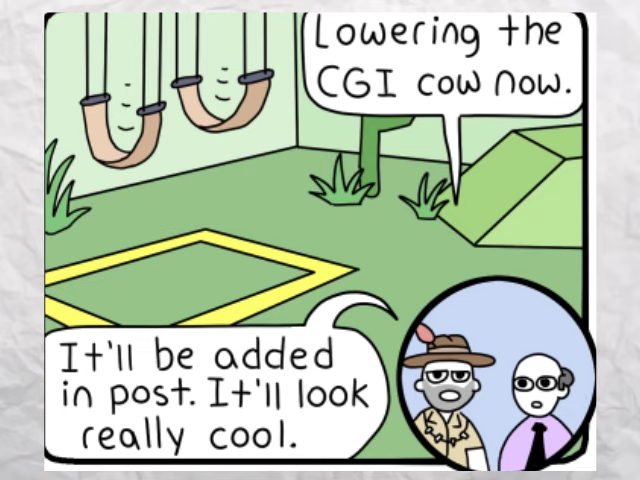 Lowering the
CGI cow now.
It'll be added
in post. It'll look
really cool.